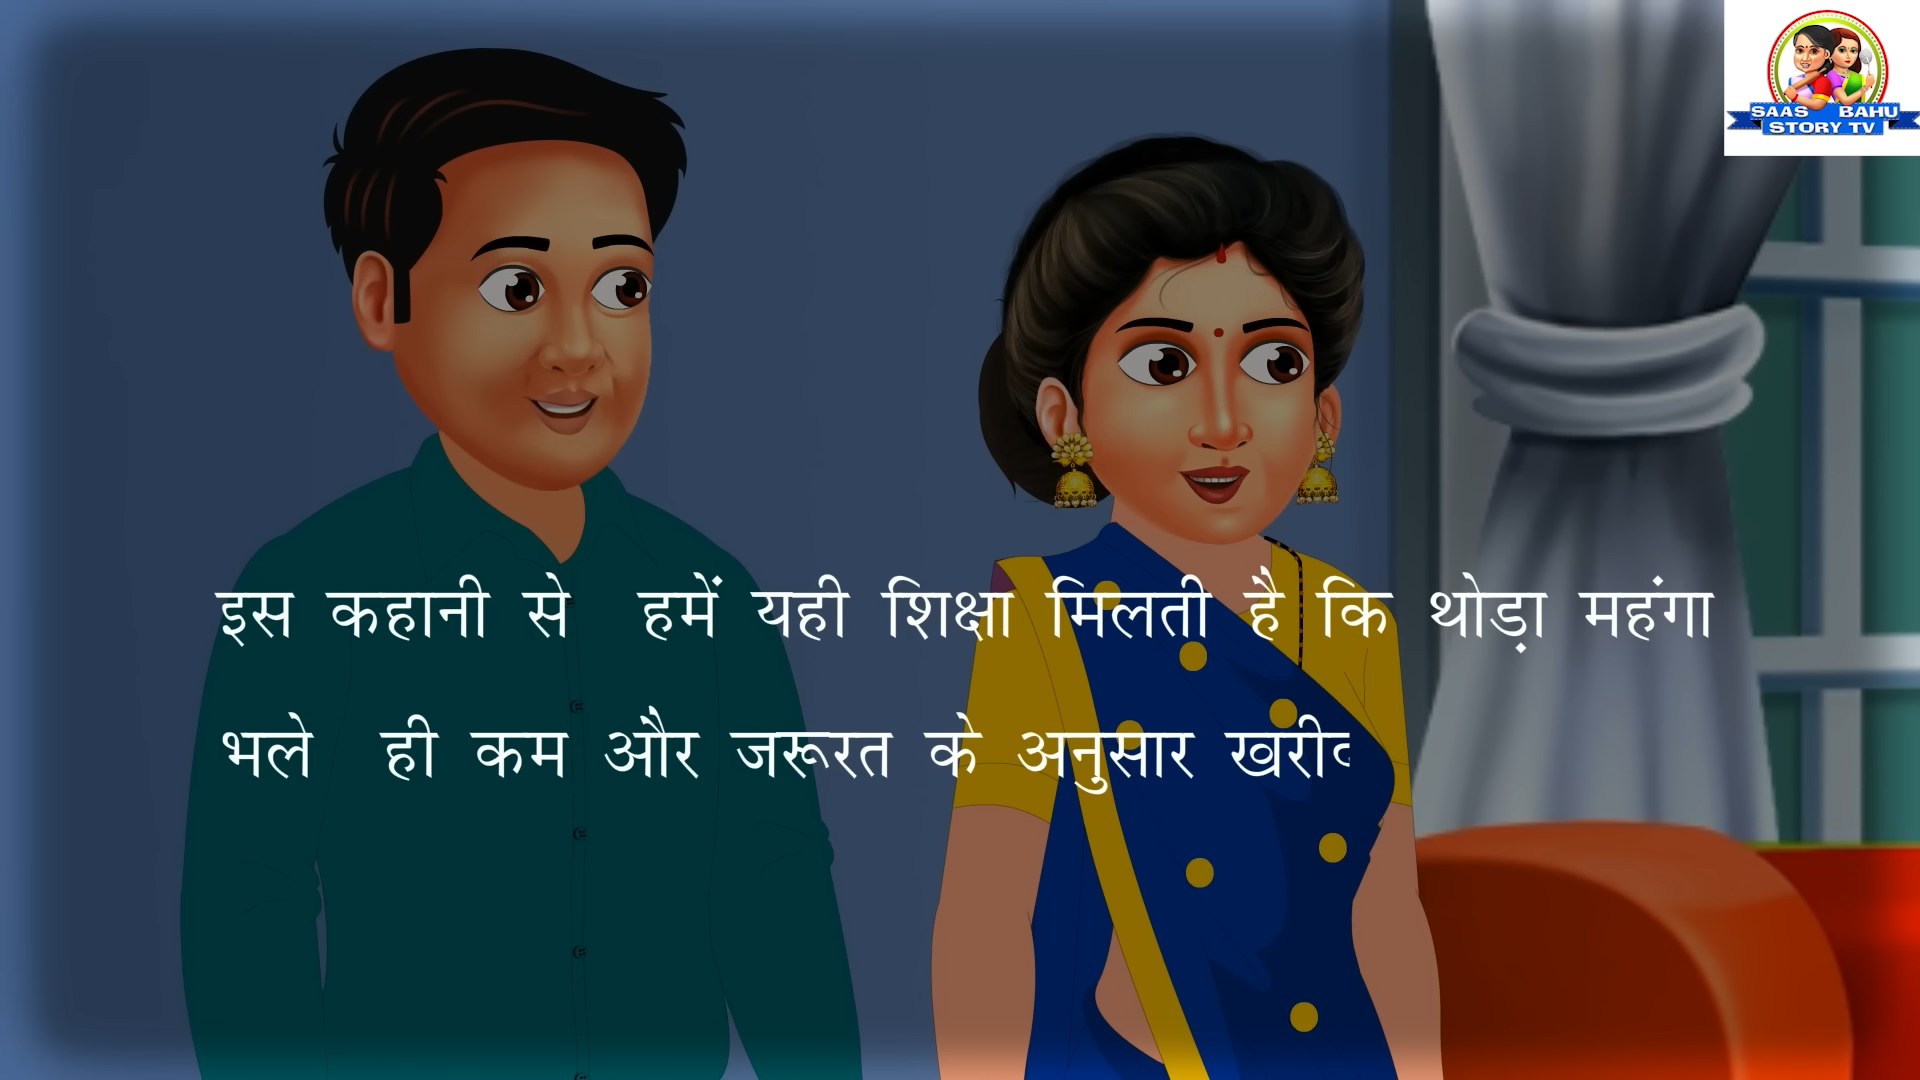 SAAS BAHU
STORY TV
इस कहानी से हमें यही शिक्षा मिलती है कि थोड़ा महंगा
भले ही कम और जरूरत के अनुसार